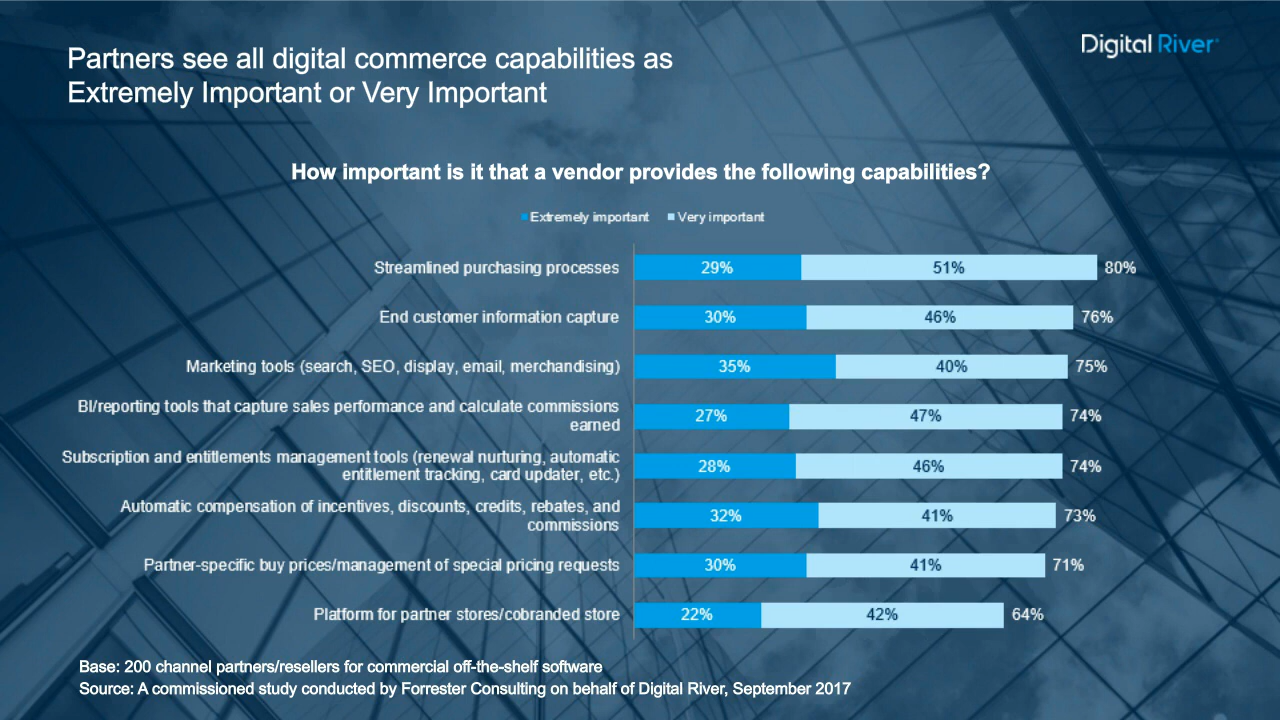 Partners see all digital commerce capabilities as
Extremely Important or Very Important
Digital River
How important is it that a vendor provides the following capabilities?
Extremely important Very important
Streamlined purchasing processes 29% 51% 80%
End customer information capture 30% 46% 76%
Marketing tools (search, SEO, display, email, merchandising) 35% 40% 75%
BI/reporting tools that capture sales performance and calculate commissions
earned 27% 47% 74%
Subscription and entitlements management tools (renewal nurturing, automatic
entitlement tracking, card updater, etc.) 28% 46% 74%
Automatic compensation of incentives, discounts, credits, rebates, and
commissions 32% 41% 73%
Partner-specific buy prices/management of special pricing requests 30% 41% 71%
Platform for partner stores/cobranded store 22% 42% 64%
Base: 200 channel partners/resellers for commercial off-the-shelf software
Source: A commissioned study conducted by Forrester Consulting on behalf of Digital River, September 2017